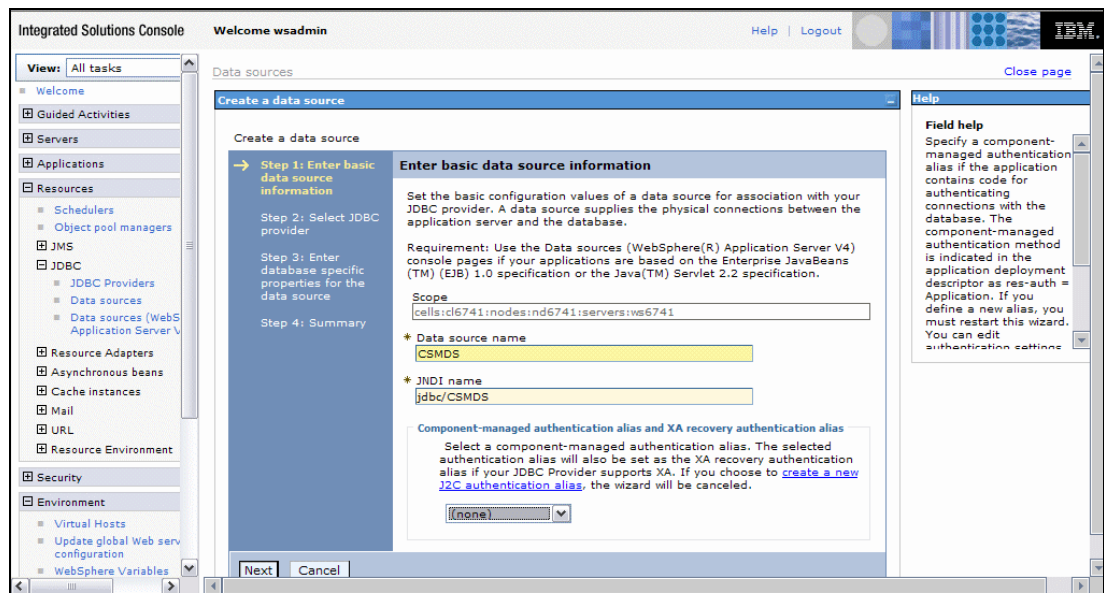 Integrated Solutions Console
Welcome wsadmin
Help | Logout
IBM.
View: All tasks
Welcome
Guided Activities
Servers
Applications
Resources
Schedulers
Object pool managers
JMS
JDBC
JDBC Providers
Data sources
Data sources (WebS
Application Server V
Resource Adapters
Asynchronous beans
Cache instances
Mail
URL
Resource Environment
Security
Environment
Virtual Hosts
Update global Web serv
configuration
WebSphere Variables
Data sources
Close page
Create a data source
Create a data source
Step 1: Enter basic
data source
information
Step 2: Select JDBC
provider
Step 3: Enter
database specific
properties for the
data source
Step 4: Summary
Enter basic data source information
Set the basic configuration values of a data source for association with your
JDBC provider. A data source supplies the physical connections between the
application server and the database.
Requirement: Use the Data sources (WebSphere(R) Application Server V4)
console pages if your applications are based on the Enterprise JavaBeans
(TM) (EJB) 1.0 specification or the Java(TM) Servlet 2.2 specification.
Scope
cells:cl6741:nodes:nd6741:servers:ws6741
* Data source name
CSMDS
* JNDI name
jdbc/CSMDS
Component-managed authentication alias and XA recovery authentication alias
Select a component-managed authentication alias. The selected
authentication alias will also be set as the XA recovery authentication
alias if your JDBC Provider supports XA. If you choose to create a new
J2C authentication alias, the wizard will be canceled.
(none)
Next Cancel
Help
Field help
Specify a component-
managed authentication
alias if the application
contains code for
authenticating
connections with the
database. The
component-managed
authentication method
is indicated in the
application deployment
descriptor as res-auth =
Application. If you
define a new alias, you
must restart this wizard.
You can edit
authentication settings